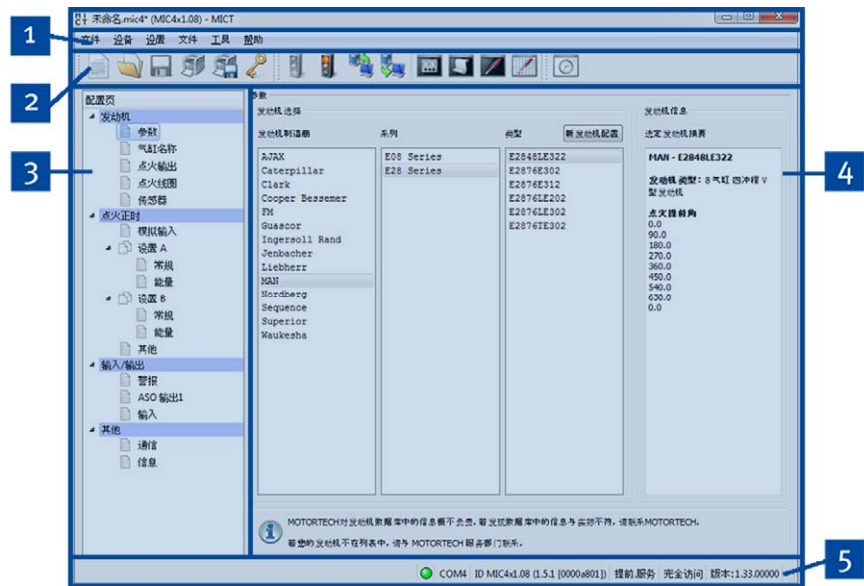 未命名.mic4* (MIC4x1.08) - MICT
1
文件 设备 设置 文件 工具 帮助
2
3
配置页
发动机
参数
气缸名称
点火输出
点火线圈
传感器
点火正时
模拟输入
设置 A
常规
能量
设置 B
常规
能量
其他
输入/输出
警报
ASO 输出1
输入
其他
通信
信息
参数
发动机选择
发动机制造商 系列 类型 新发动机配置
AJAX
Caterpillar
Clark
Cooper Bessemer
FM
Guascor
Ingersoll Rand
Jenbacher
Liebherr
MAN
Nordberg
Sequence
Superior
Waukesha
E08 Series
E28 Series
E2848LE322
E2876E302
E2876E312
E2876LE202
E2876LE302
E2876TE302
发动机信息
选定发动机摘要
MAN - E2848LE322
发动机类型：8 气缸 四冲程 V
型发动机
点火提前角
0.0
90.0
180.0
270.0
360.0
450.0
540.0
630.0
0.0
4
MOTORTECH对发动机数据库中的信息概不负责，若发现数据库中的信息与实际不符，请联系MOTORTECH。
若您的发动机不在列表中，请与 MOTORTECH 服务部门联系。
COM4 ID MIC4x1.08 (1.5.1 [0000a801]) 提前.服务 完全访问 版本:1.33.00000
5